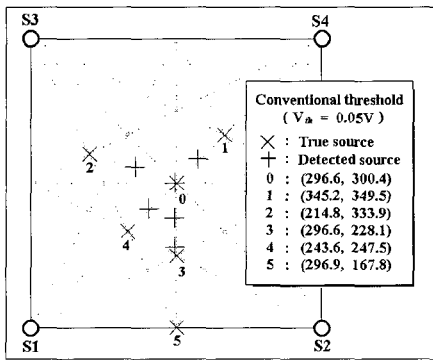 S3
S4
Conventional threshold
( Vth = 0.05V )
× : True source
+ : Detected source
0 : (296.6, 300.4)
1 : (345.2, 349.5)
2 : (214.8, 333.9)
3 : (296.6, 228.1)
4 : (243.6, 247.5)
5 : (296.9, 167.8)
1
2
0
4
3
S1
5
S2